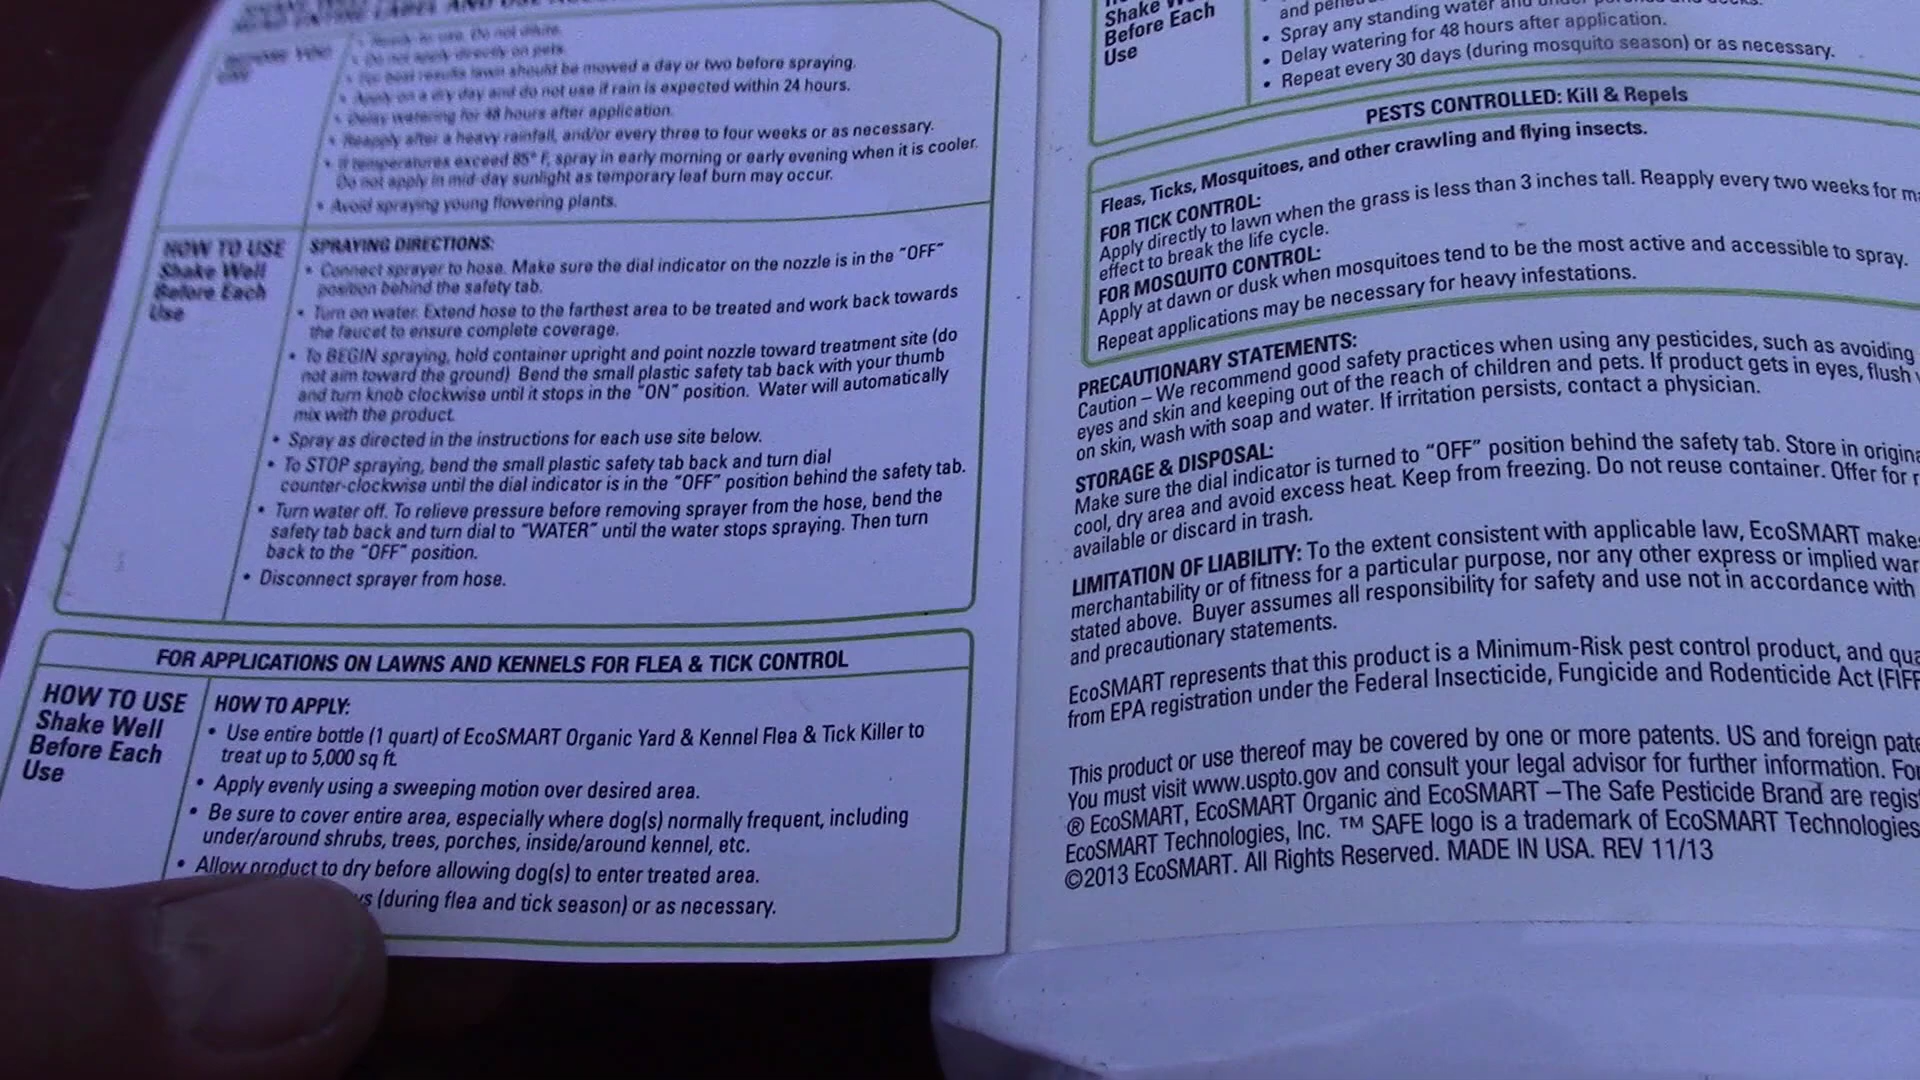 READ ENTIRE LABEL AND USE
• Ready to use. Do not dilute.
• Do not apply directly on pets.
• For best results lawn should be mowed a day or two before spraying.
• Apply on a dry day and do not use if rain is expected within 24 hours.
• Delay watering for 48 hours after application.
• Reapply after a heavy rainfall, and/or every three to four weeks or as necessary.
• If temperatures exceed 85° F, spray in early morning or early evening when it is cooler.
Do not apply in mid-day sunlight as temporary leaf burn may occur.
• Avoid spraying young flowering plants.
HOW TO USE
Shake Well
Before Each
Use
SPRAYING DIRECTIONS:
• Connect sprayer to hose. Make sure the dial indicator on the nozzle is in the “OFF”
position behind the safety tab.
• Turn on water. Extend hose to the farthest area to be treated and work back towards
the faucet to ensure complete coverage.
• To BEGIN spraying, hold container upright and point nozzle toward treatment site (do
not aim toward the ground) Bend the small plastic safety tab back with your thumb
and turn knob clockwise until it stops in the “ON” position. Water will automatically
mix with the product.
• Spray as directed in the instructions for each use site below.
• To STOP spraying, bend the small plastic safety tab back and turn dial
counter-clockwise until the dial indicator is in the “OFF” position behind the safety tab.
• Turn water off. To relieve pressure before removing sprayer from the hose, bend the
safety tab back and turn dial to “WATER” until the water stops spraying. Then turn
back to the “OFF” position.
• Disconnect sprayer from hose.
FOR APPLICATIONS ON LAWNS AND KENNELS FOR FLEA & TICK CONTROL
HOW TO USE
Shake Well
Before Each
Use
HOW TO APPLY:
• Use entire bottle (1 quart) of EcoSMART Organic Yard & Kennel Flea & Tick Killer to
treat up to 5,000 sq ft.
• Apply evenly using a sweeping motion over desired area.
• Be sure to cover entire area, especially where dog(s) normally frequent, including
under/around shrubs, trees, porches, inside/around kennel, etc.
• Allow product to dry before allowing dog(s) to enter treated area.
(during flea and tick season) or as necessary.
Shake
Before Each
Use
• Spray any standing water and under
• Delay watering for 48 hours after application.
• Repeat every 30 days (during mosquito season) or as necessary.
PESTS CONTROLLED: Kill & Repels
Fleas, Ticks, Mosquitoes, and other crawling and flying insects.
FOR TICK CONTROL:
Apply directly to lawn when the grass is less than 3 inches tall. Reapply every two weeks for
effect to break the life cycle.
FOR MOSQUITO CONTROL:
Apply at dawn or dusk when mosquitoes tend to be the most active and accessible to spray.
Repeat applications may be necessary for heavy infestations.
PRECAUTIONARY STATEMENTS:
Caution – We recommend good safety practices when using any pesticides, such as avoiding
eyes and skin and keeping out of the reach of children and pets. If product gets in eyes, flush
on skin, wash with soap and water. If irritation persists, contact a physician.
STORAGE & DISPOSAL:
Make sure the dial indicator is turned to “OFF” position behind the safety tab. Store in origina
cool, dry area and avoid excess heat. Keep from freezing. Do not reuse container. Offer for r
available or discard in trash.
LIMITATION OF LIABILITY: To the extent consistent with applicable law, EcoSMART make
merchantability or of fitness for a particular purpose, nor any other express or implied war
stated above. Buyer assumes all responsibility for safety and use not in accordance with
and precautionary statements.
EcoSMART represents that this product is a Minimum-Risk pest control product, and qua
from EPA registration under the Federal Insecticide, Fungicide and Rodenticide Act (FIF
This product or use thereof may be covered by one or more patents. US and foreign pate
You must visit www.uspto.gov and consult your legal advisor for further information. For
® EcoSMART, EcoSMART Organic and EcoSMART –The Safe Pesticide Brand are regis
EcoSMART Technologies, Inc. ™ SAFE logo is a trademark of EcoSMART Technologies
©2013 EcoSMART. All Rights Reserved. MADE IN USA. REV 11/13